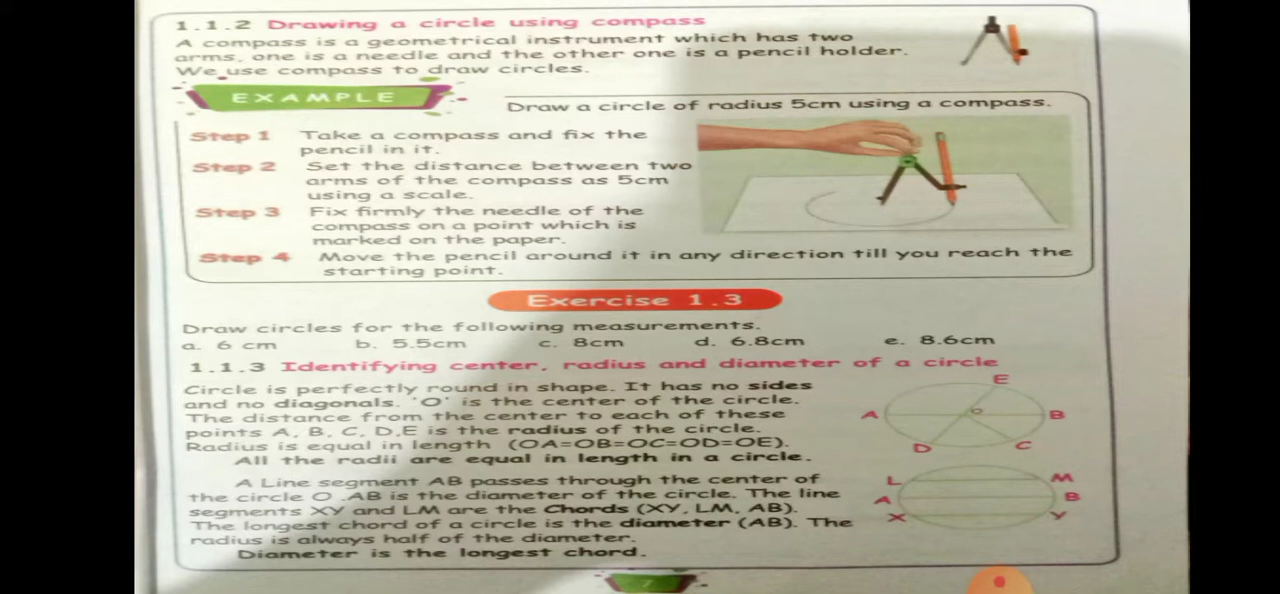 1.1.2 Drawing a circle using compass
A compass is a geometrical instrument which has two
arms, one is a needle and the other one is a pencil holder.
We use compass to draw circles.
EXAMPLE
Draw a circle of radius 5cm using a compass.
Step 1 Take a compass and fix the
pencil in it.
Step 2 Set the distance between two
arms of the compass as 5cm
using a scale.
Step 3 Fix firmly the needle of the
compass on a point which is
marked on the paper.
Step 4 Move the pencil around it in any direction till you reach the
starting point.
Exercise 1.3
Draw circles for the following measurements.
a. 6 cm b. 5.5cm c. 8cm d. 6.8cm e. 8.6cm
1.1.3 Identifying center, radius and diameter of a circle
Circle is perfectly round in shape. It has no sides
and no diagonals. 'O' is the center of the circle.
The distance from the center to each of these
points A, B, C, D,E is the radius of the circle.
Radius is equal in length (OA=OB=OC=OD=OE).
All the radii are equal in length in a circle.
E
A O B
D C
A Line segment AB passes through the center of
the circle O .AB is the diameter of the circle. The line
segments XY and LM are the Chords (XY, LM, AB).
The longest chord of a circle is the diameter (AB). The
radius is always half of the diameter.
Diameter is the longest chord.
L M
A B
X Y
7